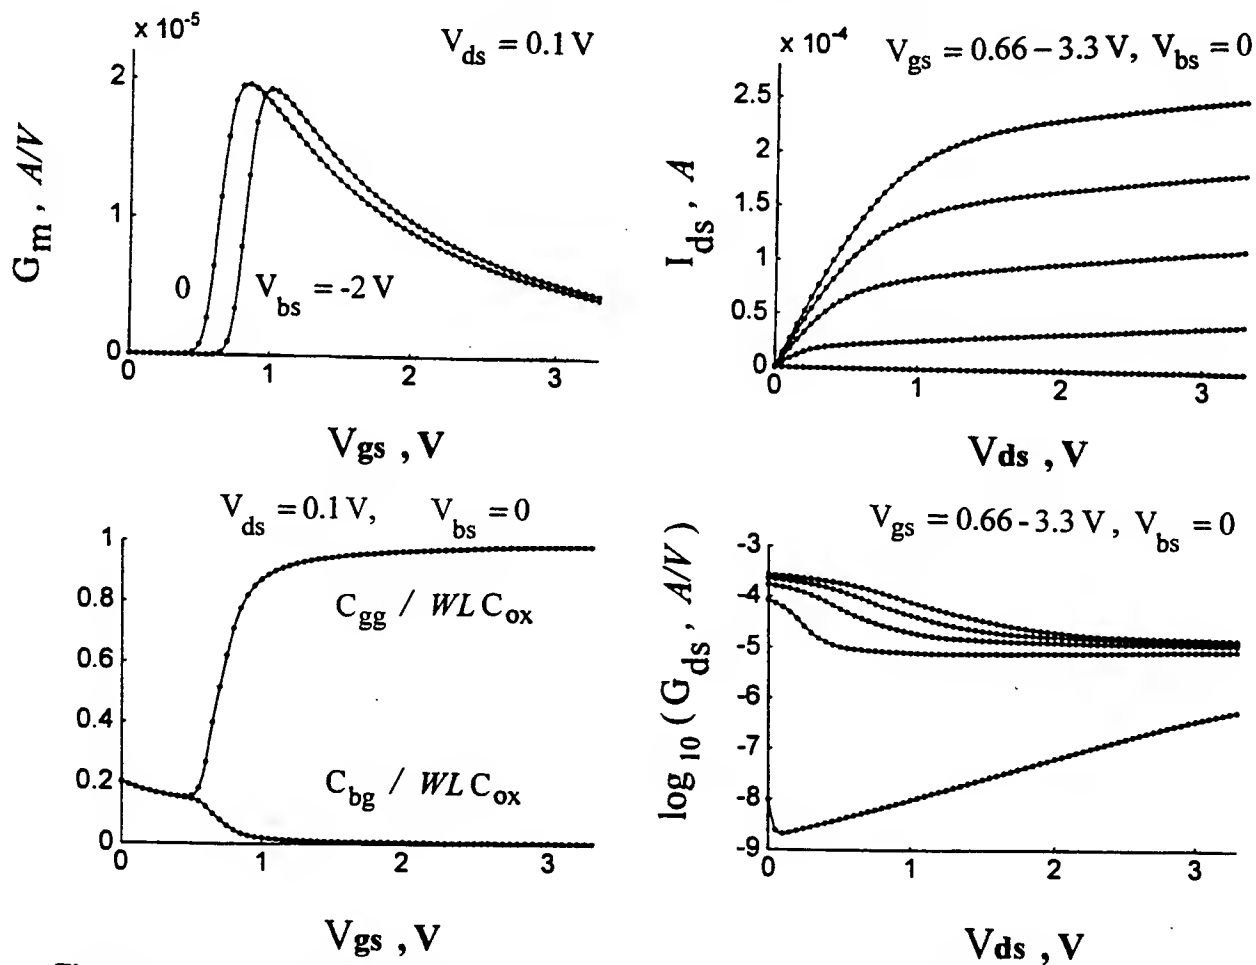 x 10^-5
V_ds = 0.1 V
G_m , A/V
2
1
0
0
V_bs = -2 V
0 1 2 3
V_gs , V
x 10^-4
V_gs = 0.66 - 3.3 V, V_bs = 0
I_ds , A
2.5
2
1.5
1
0.5
0
0 1 2 3
V_ds , V
V_ds = 0.1 V, V_bs = 0
1
0.8
0.6
0.4
0.2
0
C_gg / WLC_ox
C_bg / WLC_ox
0 1 2 3
V_gs , V
V_gs = 0.66 - 3.3 V, V_bs = 0
log_10 (G_ds , A/V)
-3
-4
-5
-6
-7
-8
-9
0 1 2 3
V_ds , V